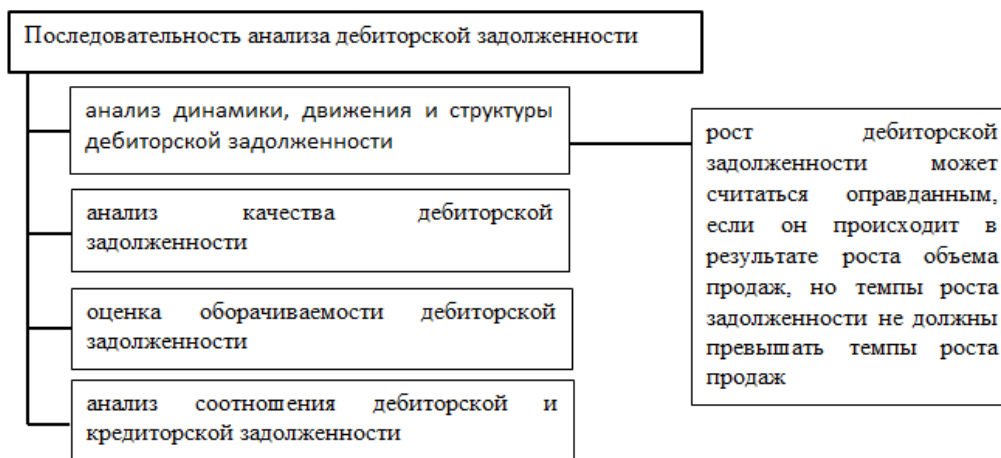 Последовательность анализа дебиторской задолженности
анализ динамики, движения и структуры
дебиторской задолженности
анализ качества дебиторской
задолженности
оценка оборачиваемости дебиторской
задолженности
анализ соотношения дебиторской и
кредиторской задолженности
рост дебиторской
задолженности может
считаться оправданным,
если он происходит в
результате роста объема
продаж, но темпы роста
задолженности не должны
превышать темпы роста
продаж